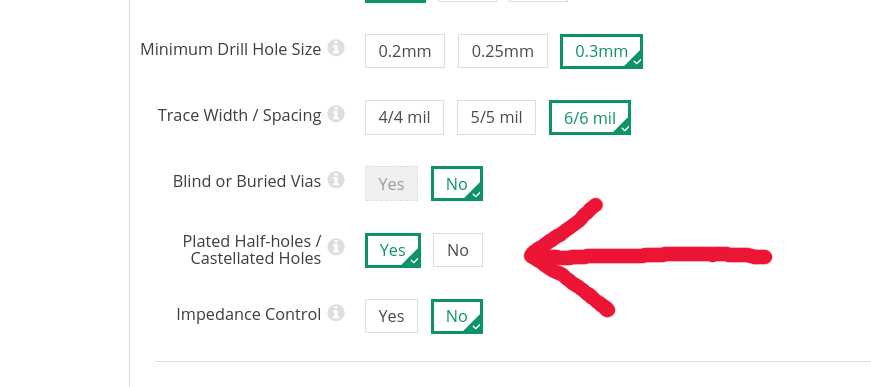 Minimum Drill Hole Size 0.2mm 0.25mm 0.3mm
Trace Width / Spacing 4/4 mil 5/5 mil 6/6 mil
Blind or Buried Vias Yes No
Plated Half-holes /
Castellated Holes Yes No
Impedance Control Yes No